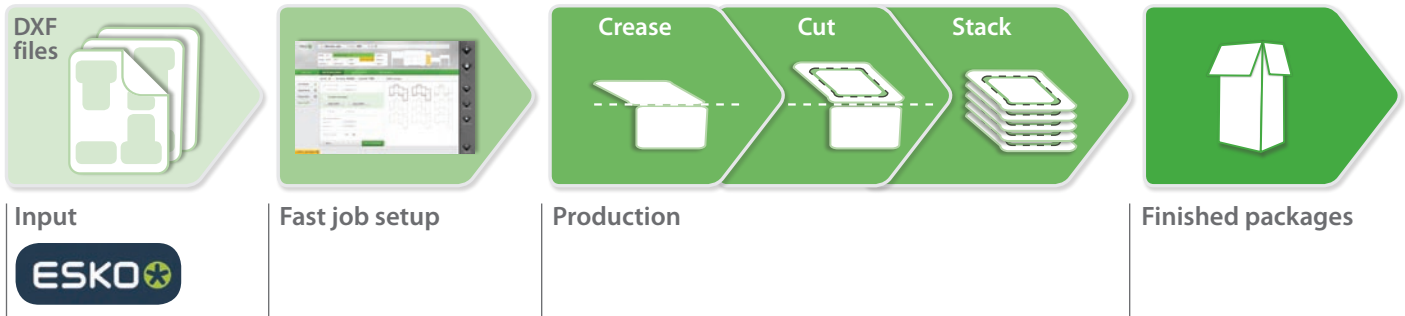 DXF
files
Crease
Cut
Stack
Input
Fast job setup
Production
Finished packages
ESKO